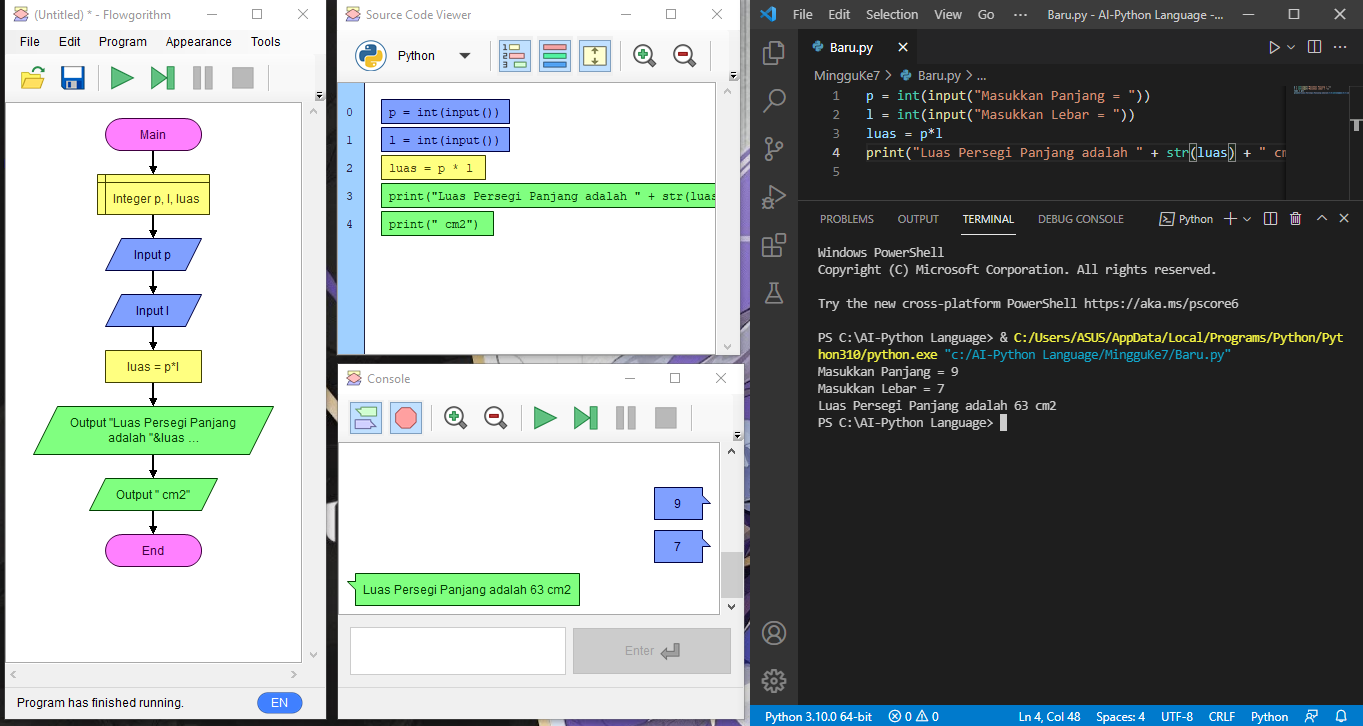 (Untitled) * - Flowgorithm
File Edit Program Appearance Tools
Main
Integer p, l, luas
Input p
Input l
luas = p*l
Output "Luas Persegi Panjang
adalah "&luas ...
Output " cm2"
End
Program has finished running.
EN
Source Code Viewer
Python
0 p = int(input())
1 l = int(input())
2 luas = p * l
3 print("Luas Persegi Panjang adalah " + str(luas
4 print(" cm2")
Console
9
7
Luas Persegi Panjang adalah 63 cm2
Enter
File Edit Selection View Go ··· Baru.py - AI-Python Language -...
Baru.py
MingguKe7 > Baru.py > ...
1 p = int(input("Masukkan Panjang = "))
2 l = int(input("Masukkan Lebar = "))
3 luas = p*l
4 print("Luas Persegi Panjang adalah " + str(luas) + " cm
5
PROBLEMS OUTPUT TERMINAL DEBUG CONSOLE Python
Windows PowerShell
Copyright (C) Microsoft Corporation. All rights reserved.
Try the new cross-platform PowerShell https://aka.ms/pscore6
PS C:\AI-Python Language> & C:/Users/ASUS/AppData/Local/Programs/Python/Pyt
hon310/python.exe "c:/AI-Python Language/MingguKe7/Baru.py"
Masukkan Panjang = 9
Masukkan Lebar = 7
Luas Persegi Panjang adalah 63 cm2
PS C:\AI-Python Language>
Python 3.10.0 64-bit 0 0 Ln 4, Col 48 Spaces: 4 UTF-8 CRLF Python